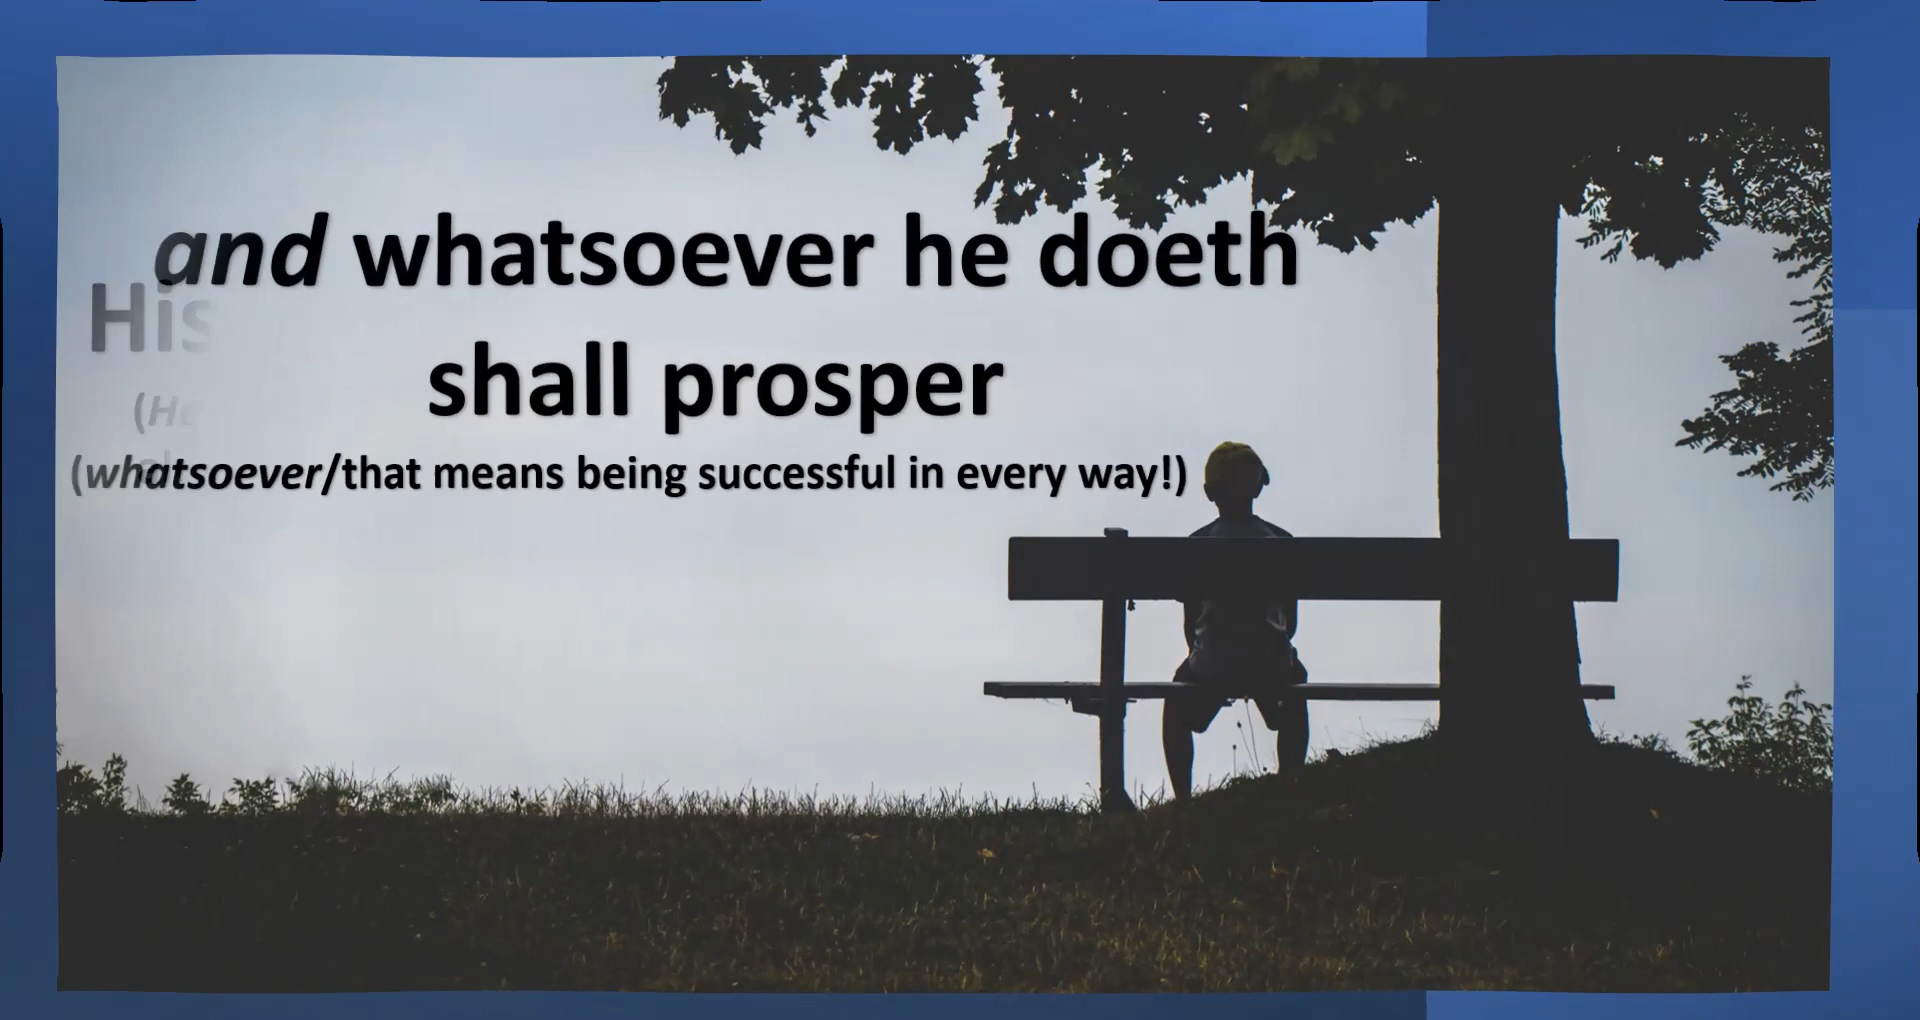 and whatsoever he doeth
His
shall prosper
(whatsoever/that means being successful in every way!)